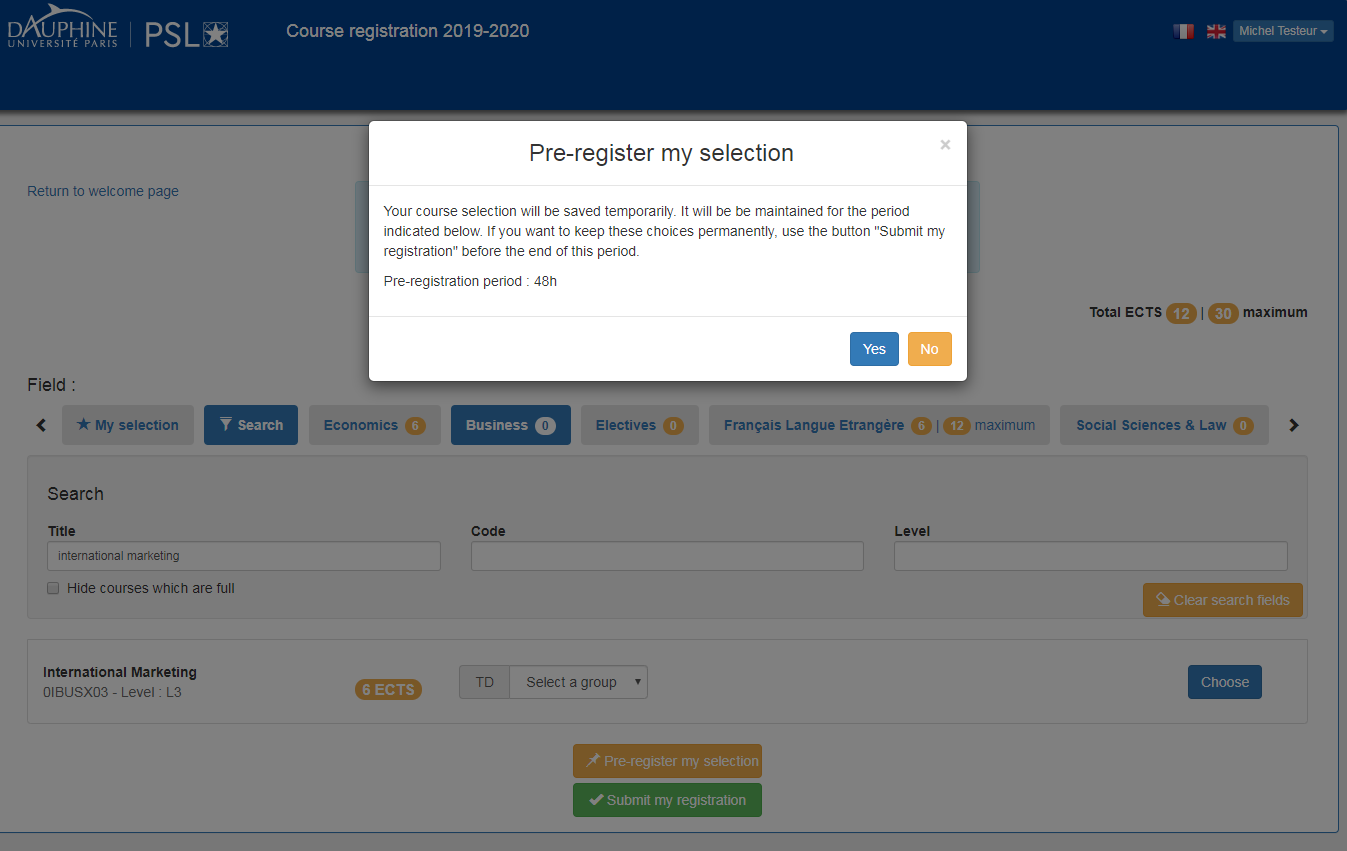 DAUPHINE
UNIVERSITÉ PARIS
PSL
Course registration 2019-2020
Michel Testeur
Pre-register my selection
×
Your course selection will be saved temporarily. It will be be maintained for the period
indicated below. If you want to keep these choices permanently, use the button "Submit my
registration" before the end of this period.
Pre-registration period : 48h
Yes
No
Return to welcome page
Total ECTS 12 | 30 maximum
Field :
My selection
Search
Economics 6
Business 0
Electives 0
Français Langue Etrangère 6 | 12 maximum
Social Sciences & Law 0
Search
Title
Code
Level
international marketing
Hide courses which are full
Clear search fields
International Marketing
0IBUSX03 - Level : L3
6 ECTS
TD
Select a group
Choose
Pre-register my selection
Submit my registration